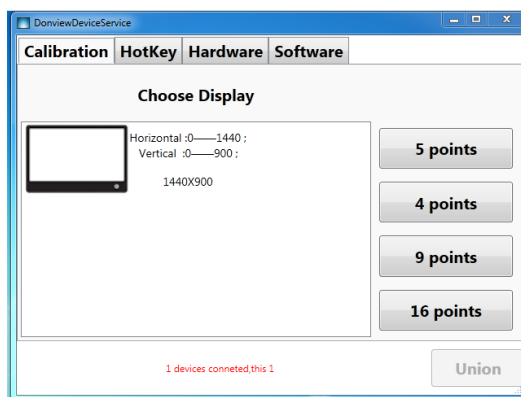 DonviewDeviceService
Calibration HotKey Hardware Software
Choose Display
Horizontal :0——1440 ;
Vertical :0——900 ;
1440X900
5 points
4 points
9 points
16 points
1 devices conneted,this 1
Union